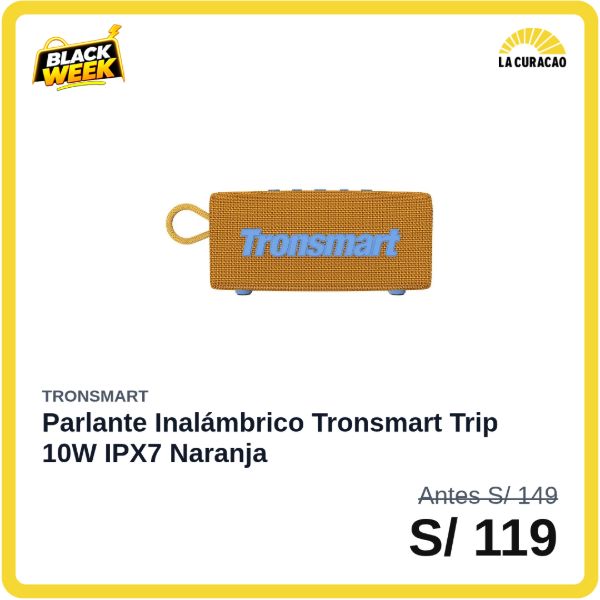 BLACK
WEEK
LA CURACAO
Tronsmart
TRONSMART
Parlante Inalámbrico Tronsmart Trip
10W IPX7 Naranja
Antes S/ 149
S/ 119